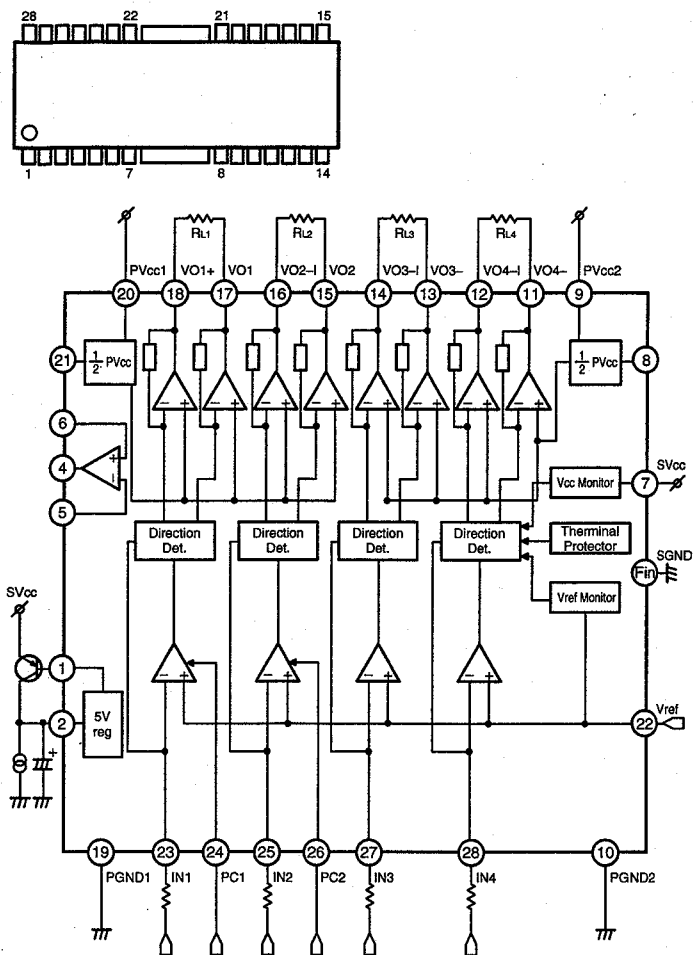 28 22 21 15
1 7 8 14
RL1 RL2 RL3 RL4
PVcc1 VO1+ VO1 VO2-I VO2 VO3-I VO3- VO4-I VO4- PVcc2
20 18 17 16 15 14 13 12 11 9
21 1/2 PVcc 1/2 PVcc 8
6
4
5
+
−
− + − + − + − + − + − + − + − +
SVcc
Vcc Monitor 7
Direction Det. Direction Det. Direction Det. Direction Det.
Therminal Protector
SGND
Fin
Vref Monitor
SVcc
1
− + − + − + − +
2 5V reg
+
Vref
22
19 23 24 25 26 27 28 10
PGND1 IN1 PC1 IN2 PC2 IN3 IN4 PGND2